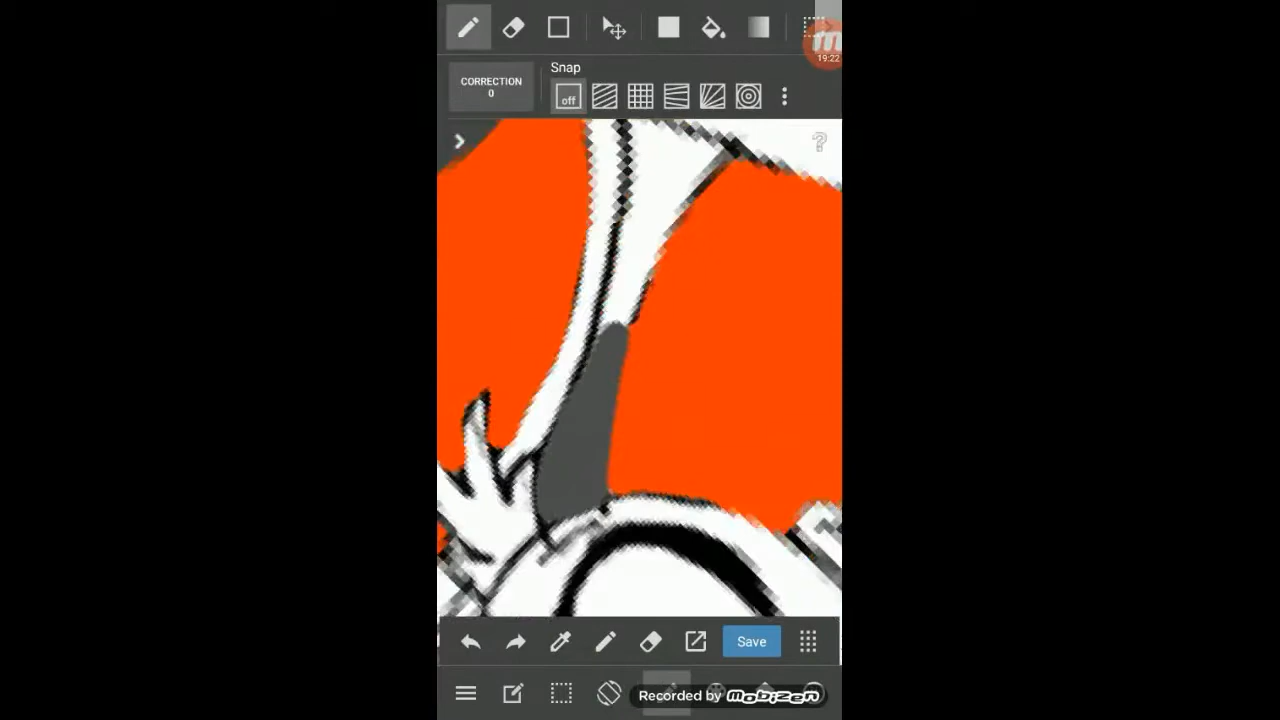 19:22
CORRECTION
0
Snap
off
?
Save
Recorded by Mobizen